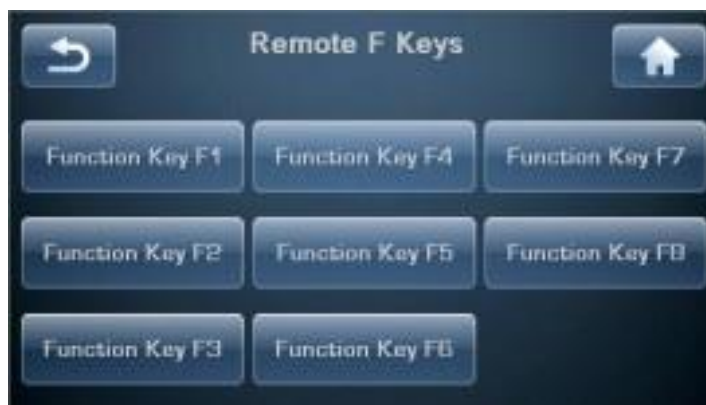 Remote F Keys
Function Key F1 Function Key F4 Function Key F7
Function Key F2 Function Key F5 Function Key F8
Function Key F3 Function Key F6